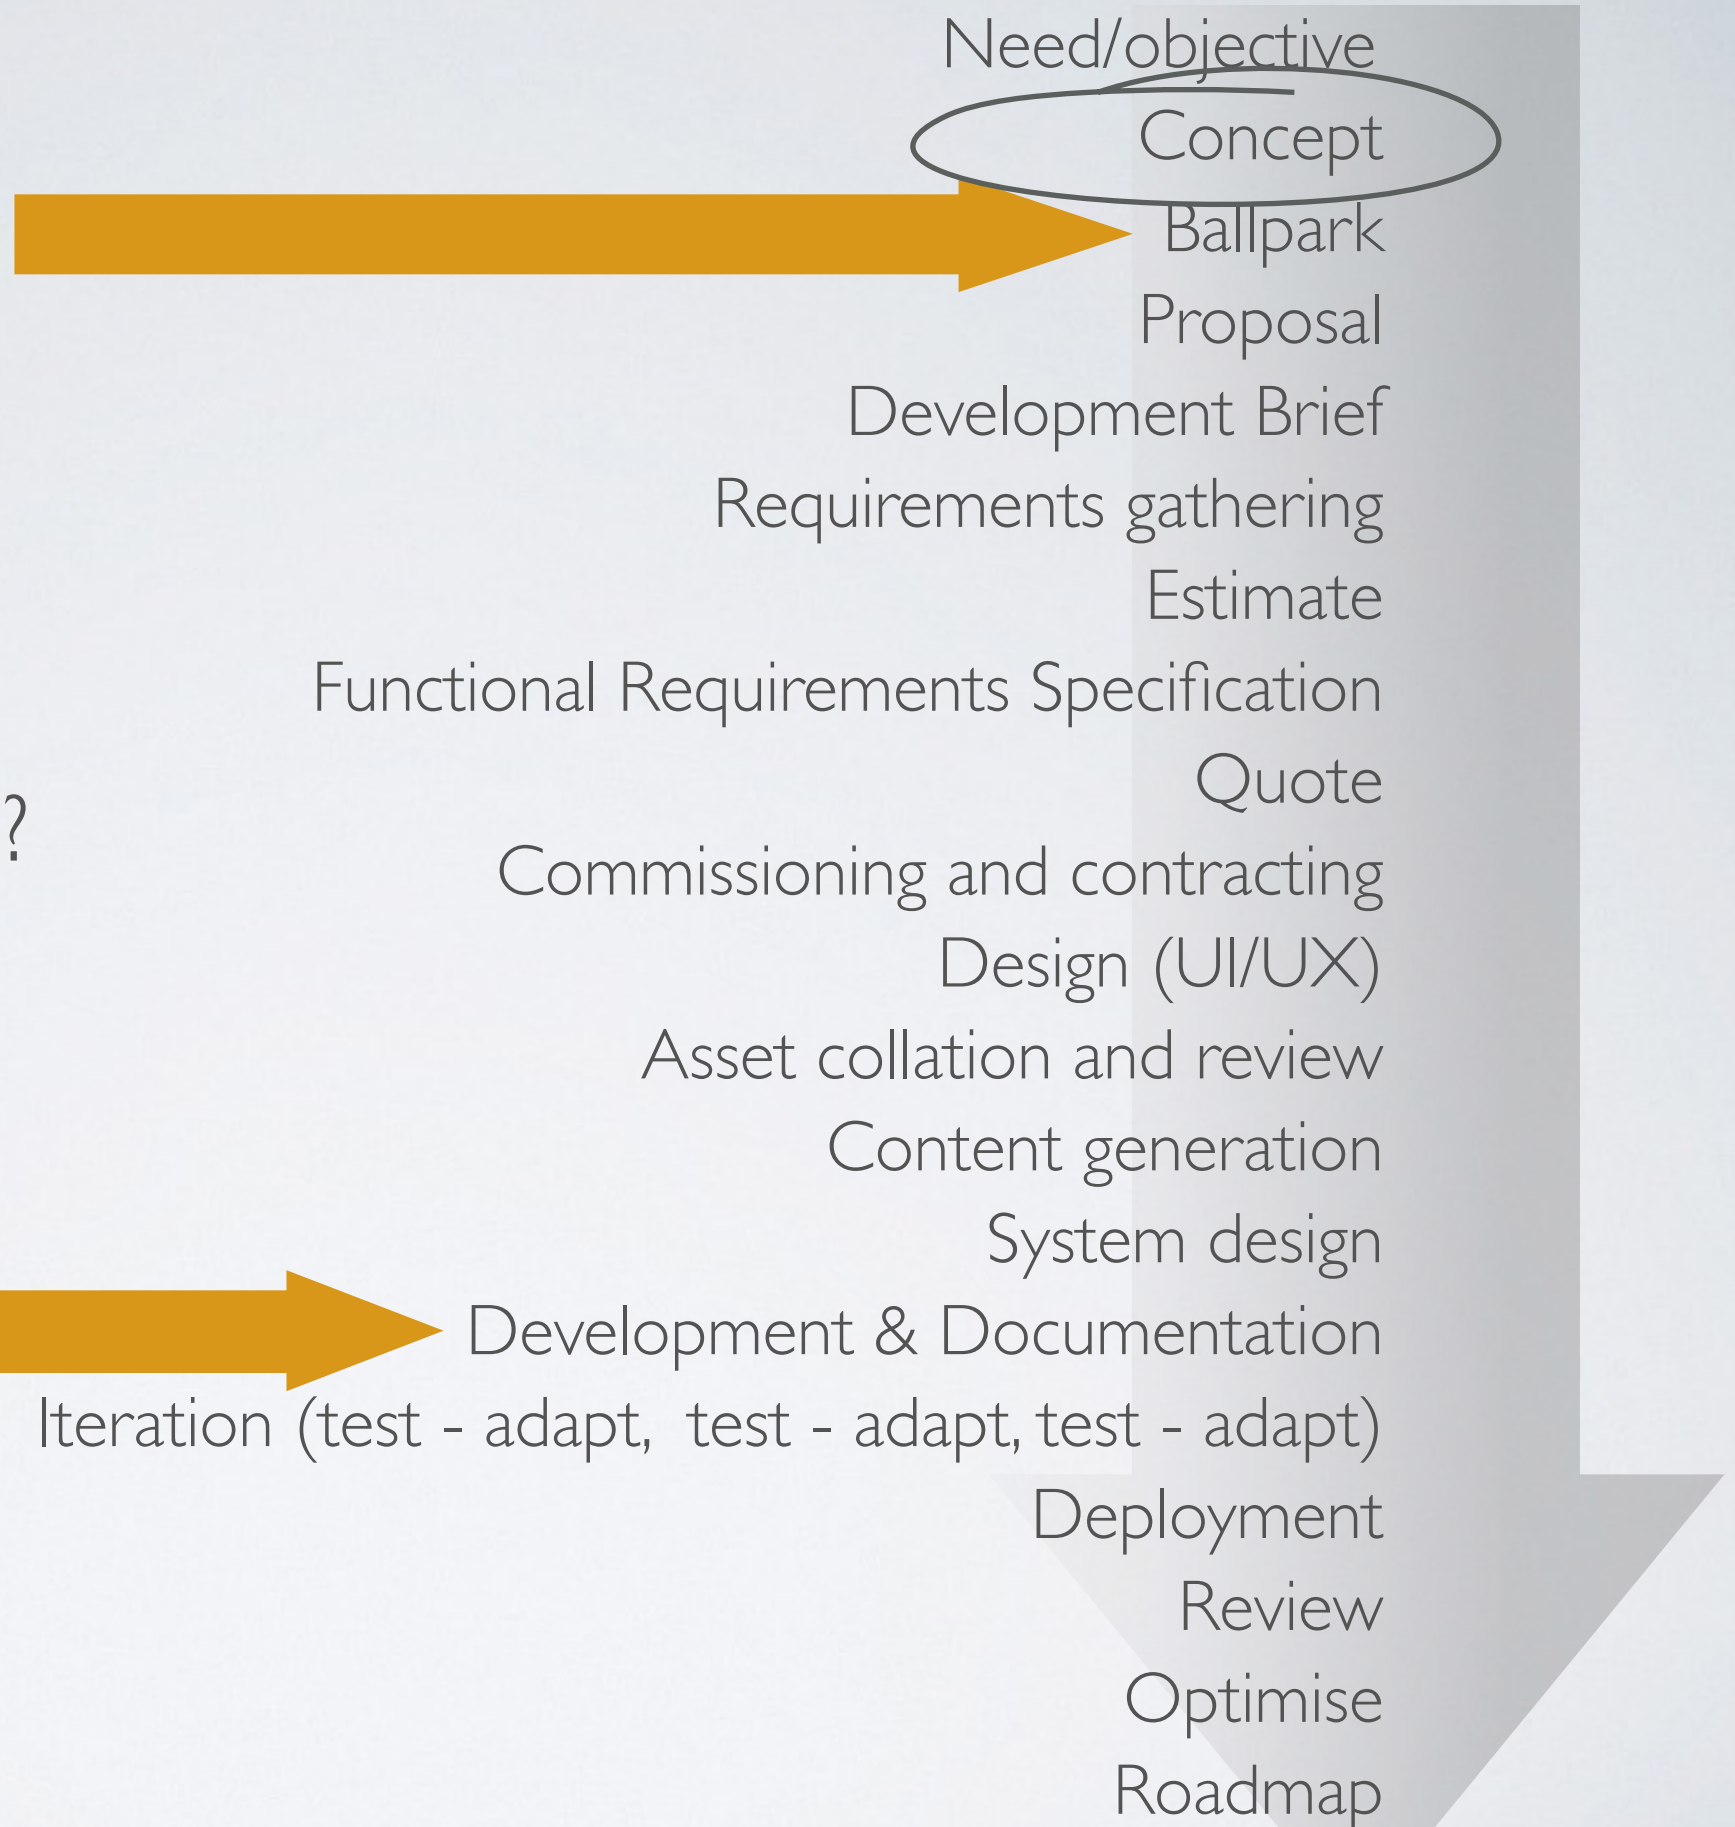 Need/objective
Concept
Ballpark
Proposal
Development Brief
Requirements gathering
Estimate
Functional Requirements Specification
Quote
?
Commissioning and contracting
Design (UI/UX)
Asset collation and review
Content generation
System design
Development & Documentation
Iteration (test - adapt, test - adapt, test - adapt)
Deployment
Review
Optimise
Roadmap